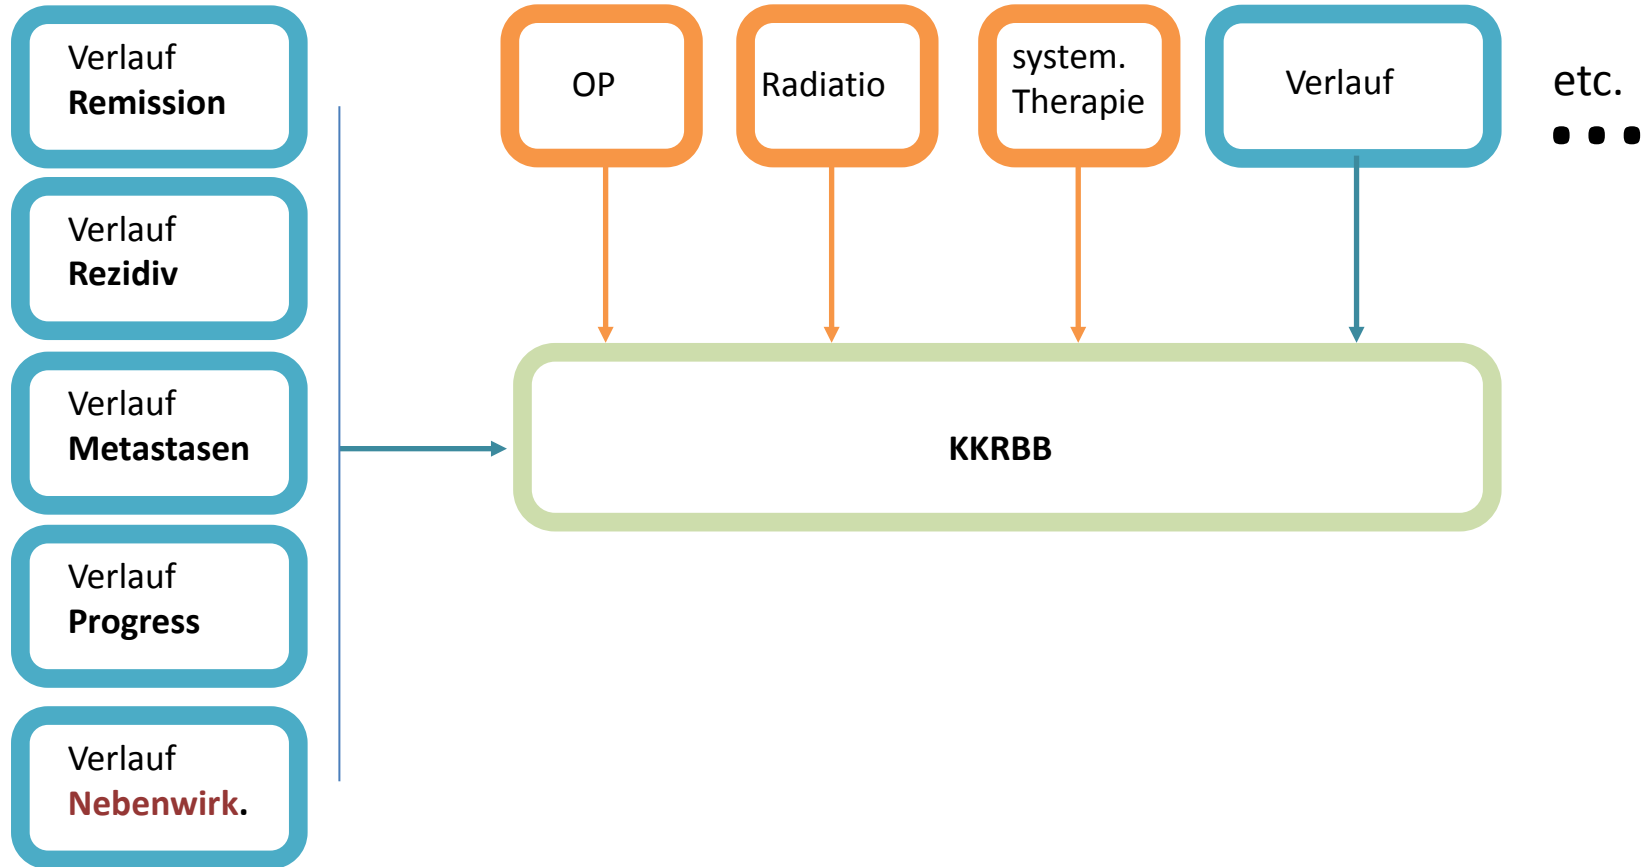 Verlauf
Remission
Verlauf
Rezidiv
Verlauf
Metastasen
Verlauf
Progress
Verlauf
Nebenwirk.
OP
Radiatio
system.
Therapie
Verlauf
etc.
...
KKRBB